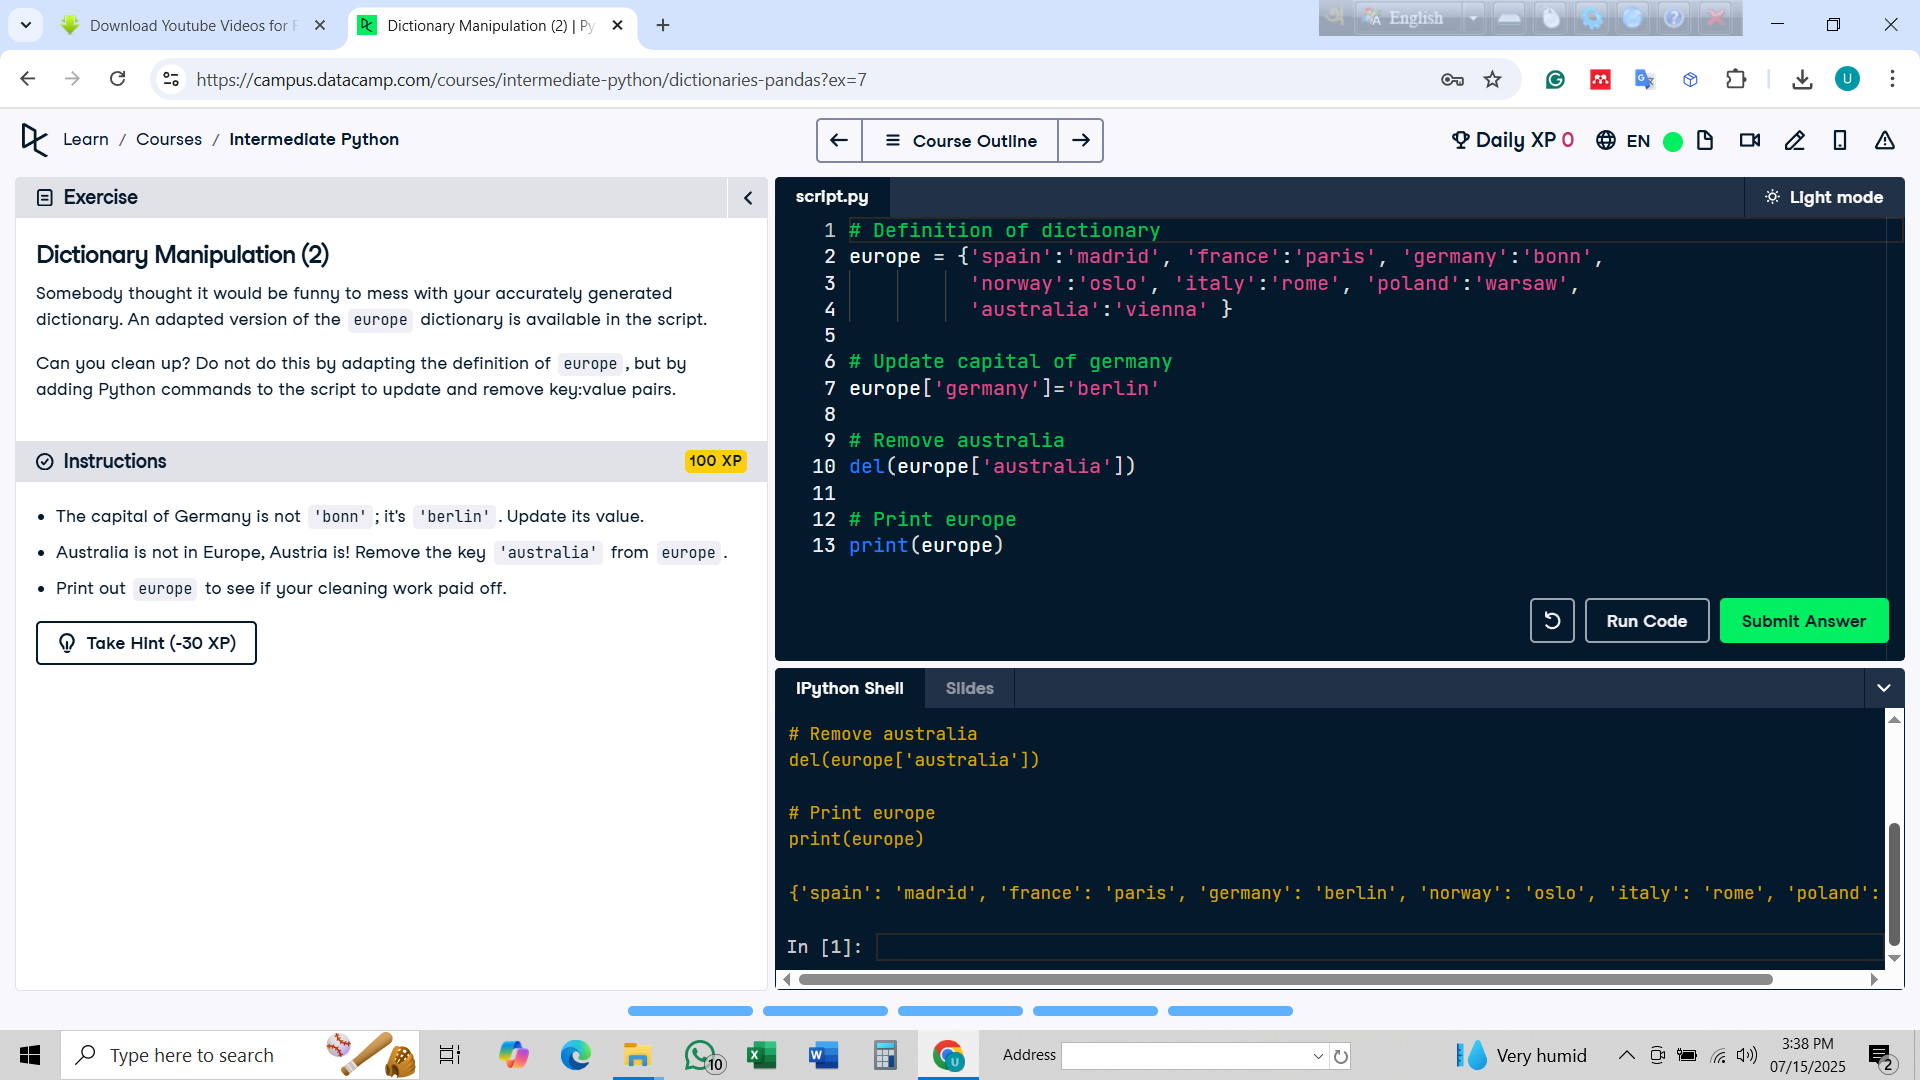 Download Youtube Videos for F
Dictionary Manipulation (2) | Py
English
https://campus.datacamp.com/courses/intermediate-python/dictionaries-pandas?ex=7
U
Learn / Courses / Intermediate Python
Course Outline
Daily XP 0
EN
Exercise
Dictionary Manipulation (2)
Somebody thought it would be funny to mess with your accurately generated
dictionary. An adapted version of the europe dictionary is available in the script.
Can you clean up? Do not do this by adapting the definition of europe, but by
adding Python commands to the script to update and remove key:value pairs.
Instructions
100 XP
• The capital of Germany is not 'bonn'; it's 'berlin'. Update its value.
• Australia is not in Europe, Austria is! Remove the key 'australia' from europe.
• Print out europe to see if your cleaning work paid off.
Take Hint (-30 XP)
script.py
Light mode
1 # Definition of dictionary
2 europe = {'spain':'madrid', 'france':'paris', 'germany':'bonn',
3 'norway':'oslo', 'italy':'rome', 'poland':'warsaw',
4 'australia':'vienna' }
5
6 # Update capital of germany
7 europe['germany']='berlin'
8
9 # Remove australia
10 del(europe['australia'])
11
12 # Print europe
13 print(europe)
Run Code
Submit Answer
IPython Shell
Slides
# Remove australia
del(europe['australia'])
# Print europe
print(europe)
{'spain': 'madrid', 'france': 'paris', 'germany': 'berlin', 'norway': 'oslo', 'italy': 'rome', 'poland':
In [1]:
Type here to search
10
Address
Very humid
3:38 PM
07/15/2025
2